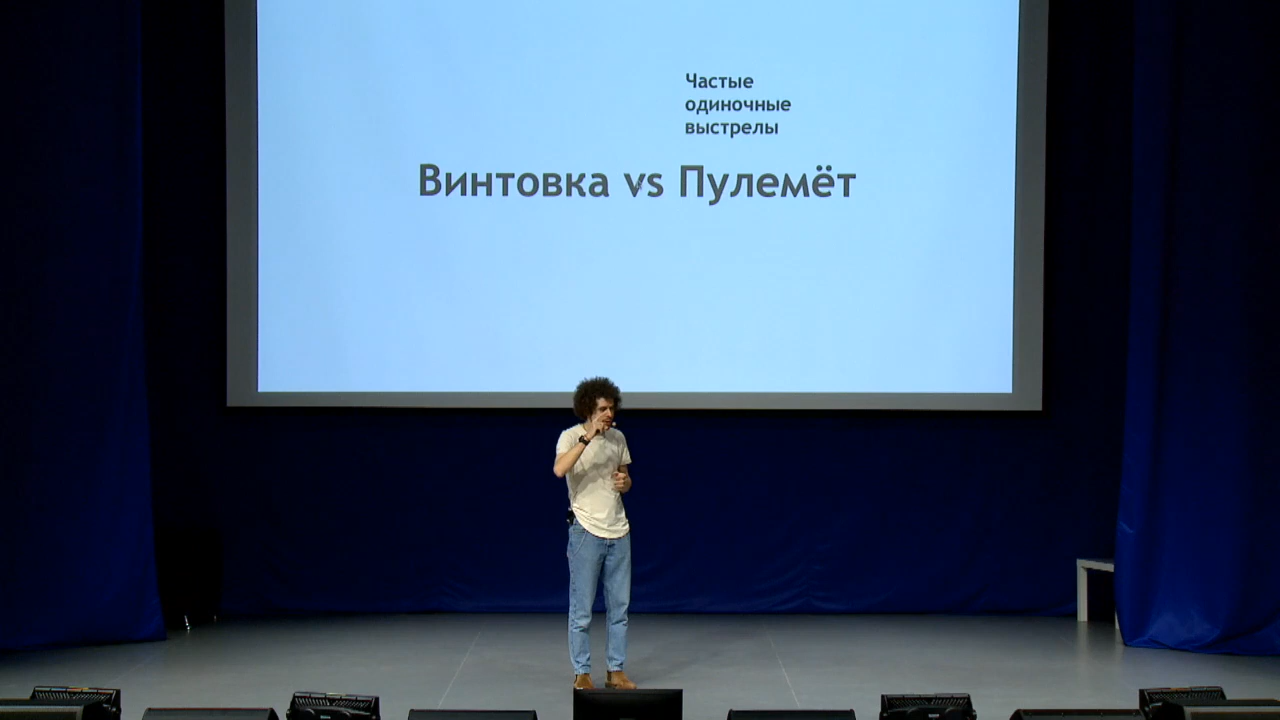 Частые
одиночные
выстрелы
Винтовка vs Пулемёт